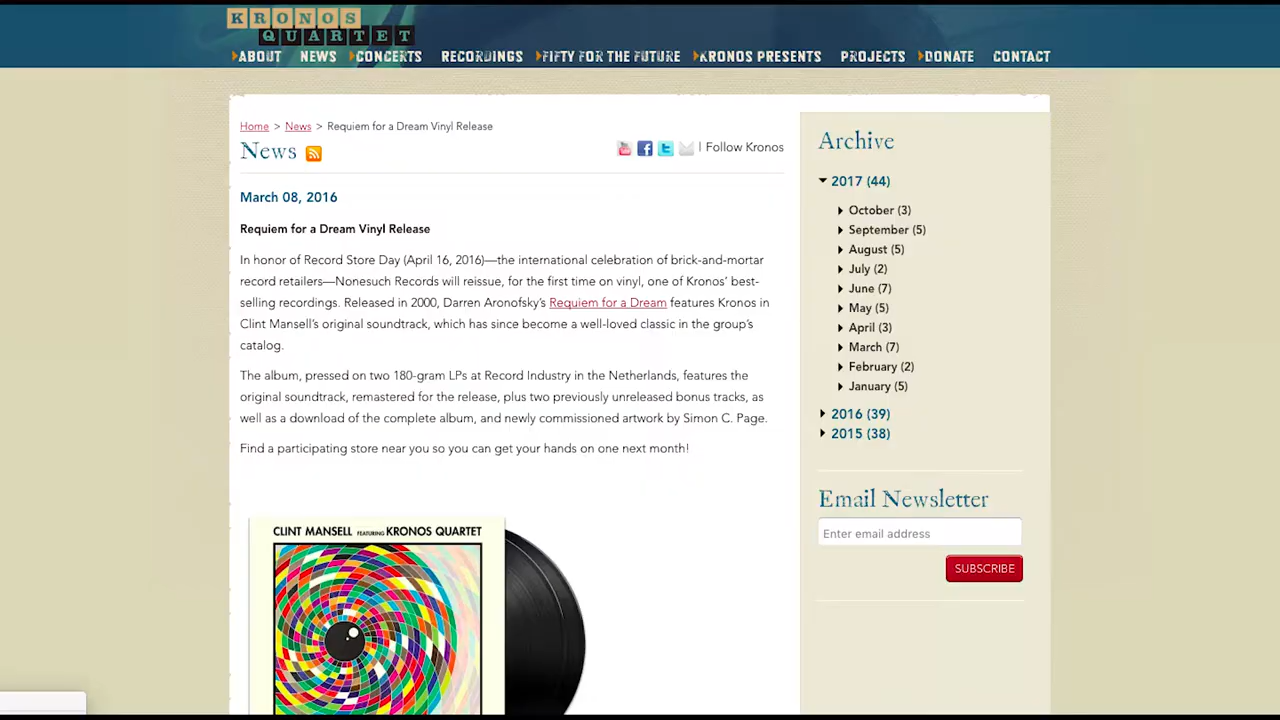 KRONOS
QUARTET
ABOUT NEWS CONCERTS RECORDINGS FIFTY FOR THE FUTURE KRONOS PRESENTS PROJECTS DONATE CONTACT
Home > News > Requiem for a Dream Vinyl Release
News
| Follow Kronos
March 08, 2016
Requiem for a Dream Vinyl Release
In honor of Record Store Day (April 16, 2016)—the international celebration of brick-and-mortar
record retailers—Nonesuch Records will reissue, for the first time on vinyl, one of Kronos’ best-
selling recordings. Released in 2000, Darren Aronofsky’s Requiem for a Dream features Kronos in
Clint Mansell’s original soundtrack, which has since become a well-loved classic in the group’s
catalog.
The album, pressed on two 180-gram LPs at Record Industry in the Netherlands, features the
original soundtrack, remastered for the release, plus two previously unreleased bonus tracks, as
well as a download of the complete album, and newly commissioned artwork by Simon C. Page.
Find a participating store near you so you can get your hands on one next month!
CLINT MANSELL FEATURING KRONOS QUARTET
Archive
2017 (44)
October (3)
September (5)
August (5)
July (2)
June (7)
May (5)
April (3)
March (7)
February (2)
January (5)
2016 (39)
2015 (38)
Email Newsletter
Enter email address
SUBSCRIBE